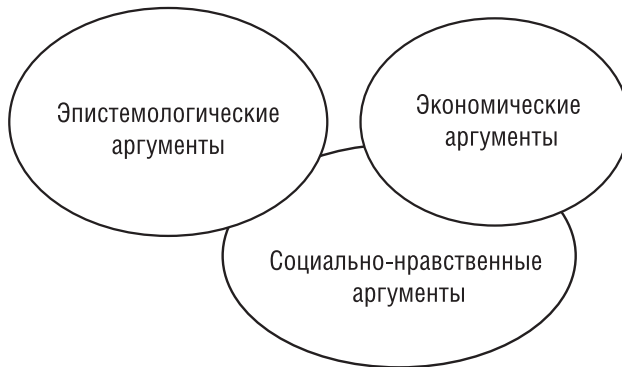 Эпистемологические
аргументы
Экономические
аргументы
Социально-нравственные
аргументы